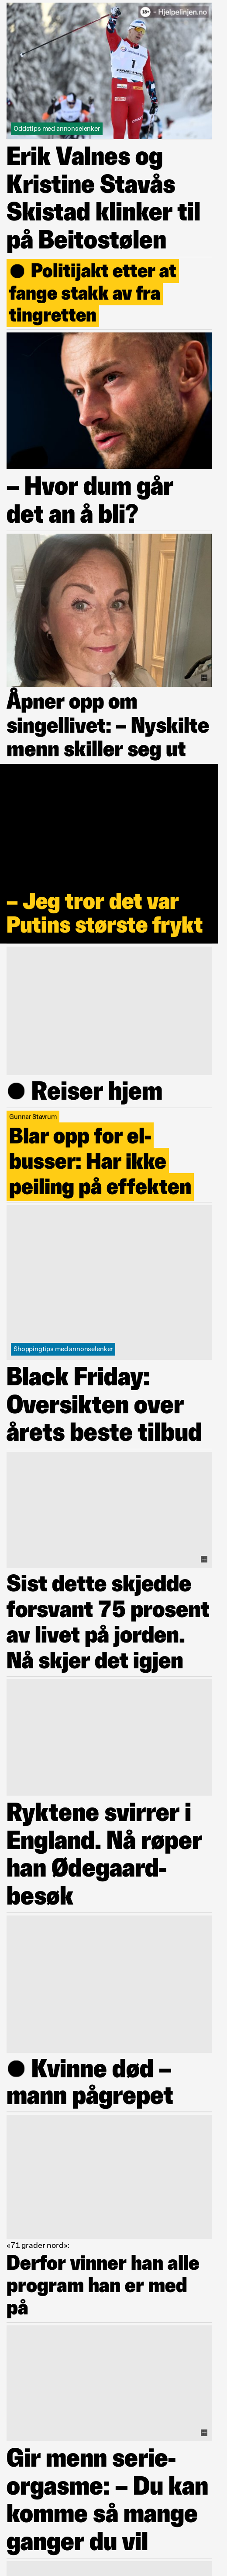 18+ - Hjelpelinjen.no
1
Oddstips med annonselenker
Erik Valnes og
Kristine Stavås
Skistad klinker til
på Beitostølen
● Politijakt etter at
fange stakk av fra
tingretten
– Hvor dum går
det an å bli?
Åpner opp om
singellivet: – Nyskilte
menn skiller seg ut
– Jeg tror det var
Putins største frykt
● Reiser hjem
Gunnar Stavrum
Blar opp for el-
busser: Har ikke
peiling på effekten
Shoppingtips med annonselenker
Black Friday:
Oversikten over
årets beste tilbud
Sist dette skjedde
forsvant 75 prosent
av livet på jorden.
Nå skjer det igjen
Ryktene svirrer i
England. Nå røper
han Ødegaard-
besøk
● Kvinne død –
mann pågrepet
«71 grader nord»:
Derfor vinner han alle
program han er med
på
Gir menn serie-
orgasme: – Du kan
komme så mange
ganger du vil